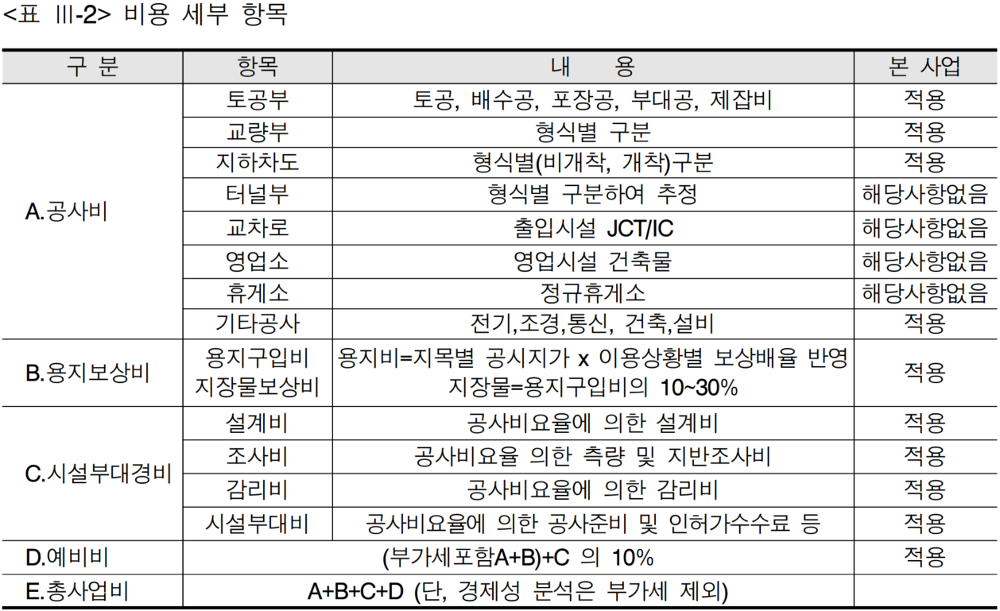 <표 Ⅲ-2> 비용 세부 항목
구 분 항목 내 용 본 사업
A.공사비
토공부 토공, 배수공, 포장공, 부대공, 제잡비 적용
교량부 형식별 구분 적용
지하차도 형식별(비개착, 개착)구분 적용
터널부 형식별 구분하여 추정 해당사항없음
교차로 출입시설 JCT/IC 해당사항없음
영업소 영업시설 건축물 해당사항없음
휴게소 정규휴게소 해당사항없음
기타공사 전기,조경,통신, 건축,설비 적용
B.용지보상비
용지구입비 용지비=지목별 공시지가 x 이용상황별 보상배율 반영
지장물보상비 지장물=용지구입비의 10~30%
적용
C.시설부대경비
설계비 공사비요율에 의한 설계비 적용
조사비 공사비요율 의한 측량 및 지반조사비 적용
감리비 공사비요율에 의한 감리비 적용
시설부대비 공사비요율에 의한 공사준비 및 인허가수수료 등 적용
D.예비비 (부가세포함A+B)+C 의 10% 적용
E.총사업비 A+B+C+D (단, 경제성 분석은 부가세 제외)